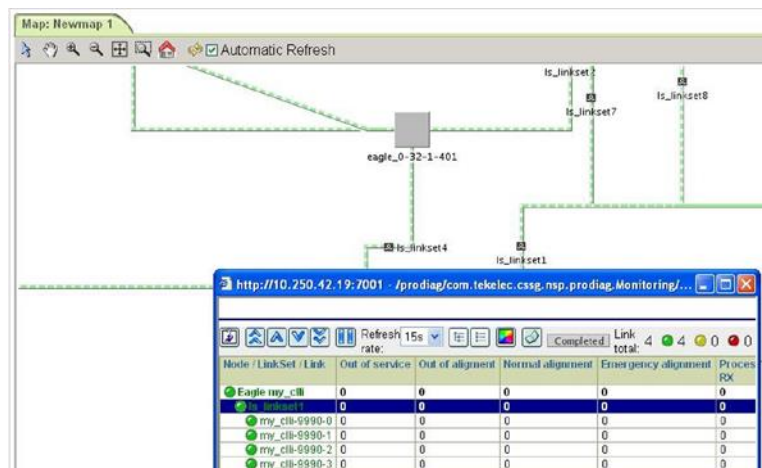 Map: Newmap 1
Automatic Refresh
ls_linkset2
ls_linkset7
ls_linkset8
eagle_0-32-1-401
ls_linkset4
ls_linkset1
http://10.250.42.19:7001 - /prodiag/com.tekelec.cssg.nsp.prodiag.Monitoring/...
Refresh rate: 15s Completed Link total: 4 4 0 0
Node / LinkSet / Link Out of service Out of aligment Normal alignment Emergency alignment Proces RX
Eagle my_clli 0 0 0 0 0
ls_linkset1 0 0 0 0 0
my_clli-9990-0 0 0 0 0 0
my_clli-9990-1 0 0 0 0 0
my_clli-9990-2 0 0 0 0 0
my_clli-9990-3 0 0 0 0 0